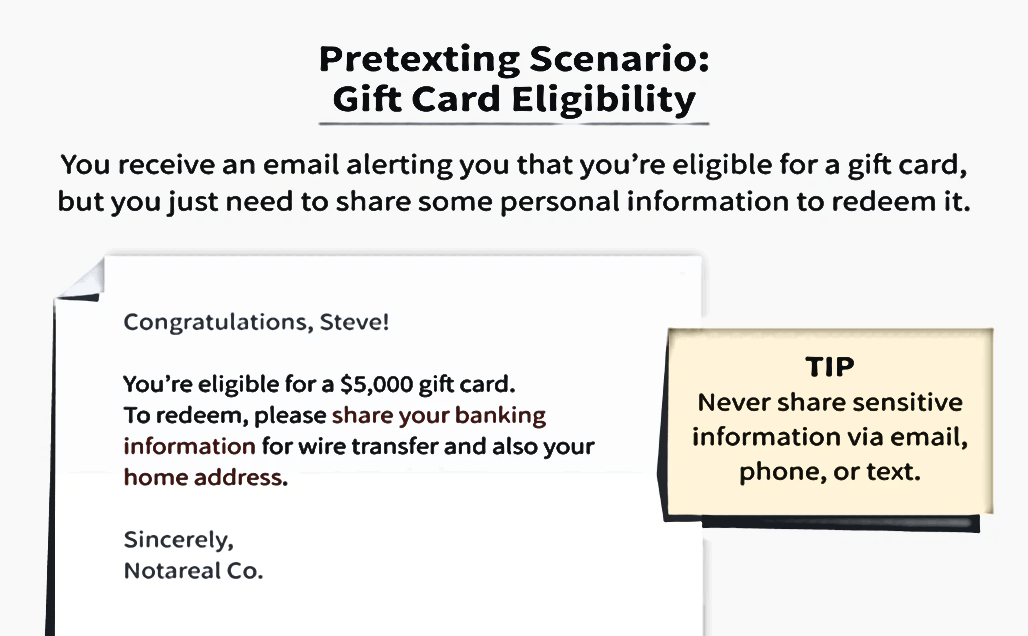 Pretexting Scenario:
Gift Card Eligibility
You receive an email alerting you that you’re eligible for a gift card,
but you just need to share some personal information to redeem it.
Congratulations, Steve!
You’re eligible for a $5,000 gift card.
To redeem, please share your banking
information for wire transfer and also your
home address.
Sincerely,
Notareal Co.
TIP
Never share sensitive
information via email,
phone, or text.